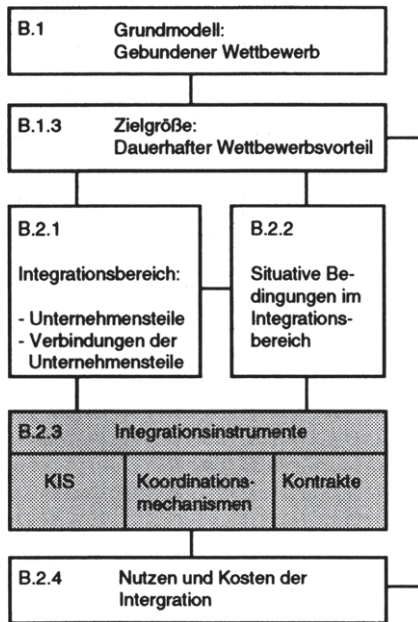 B.1 Grundmodell:
Gebundener Wettbewerb
B.1.3 Zielgröße:
Dauerhafter Wettbewerbsvorteil
B.2.1
Integrationsbereich:
- Unternehmensteile
- Verbindungen der
Unternehmensteile
B.2.2
Situative Be-
dingungen im
Integrations-
bereich
B.2.3 Integrationsinstrumente
KIS
Koordinations-
mechanismen
Kontrakte
B.2.4 Nutzen und Kosten der
Intergration